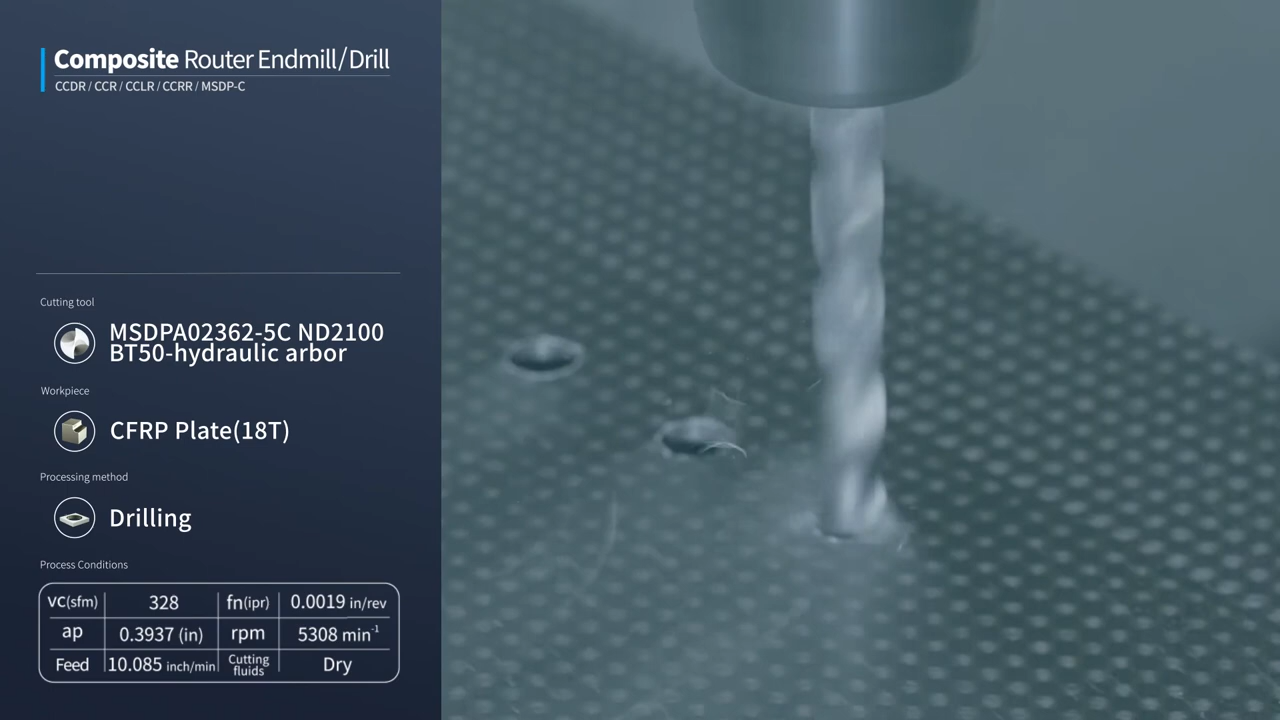 Composite Router Endmill/Drill
CCDR / CCR / CCLR / CCRR / MSDP-C
Cutting tool
MSDPA02362-5C ND2100
BT50-hydraulic arbor
Workpiece
CFRP Plate(18T)
Processing method
Drilling
Process Conditions
VC(sfm) 328 fn(ipr) 0.0019 in/rev
ap 0.3937 (in) rpm 5308 min⁻¹
Feed 10.085 inch/min Cutting fluids Dry